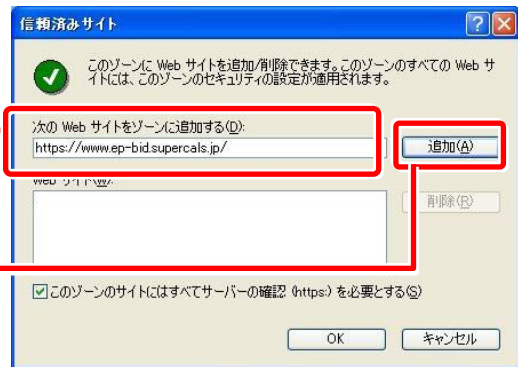 信頼済みサイト
このゾーンに Web サイトを追加/削除できます。このゾーンのすべての Web サ
イトには、このゾーンのセキュリティの設定が適用されます。
次の Web サイトをゾーンに追加する(D):
https://www.ep-bid.supercals.jp/
追加(A)
Web サイト(W):
削除(R)
このゾーンのサイトにはすべてサーバーの確認 (https:) を必要とする(S)
OK
キャンセル